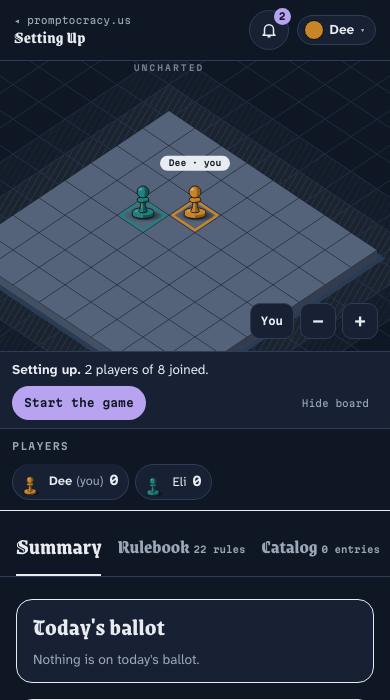 ◂ promptocracy.us
Setting Up
2
Dee ▾
UNCHARTED
Dee · you
You − +
Setting up. 2 players of 8 joined.
Start the game
Hide board
PLAYERS
Dee (you) 0
Eli 0
Summary
Rulebook 22 rules
Catalog 0 entries
Today's ballot
Nothing is on today's ballot.